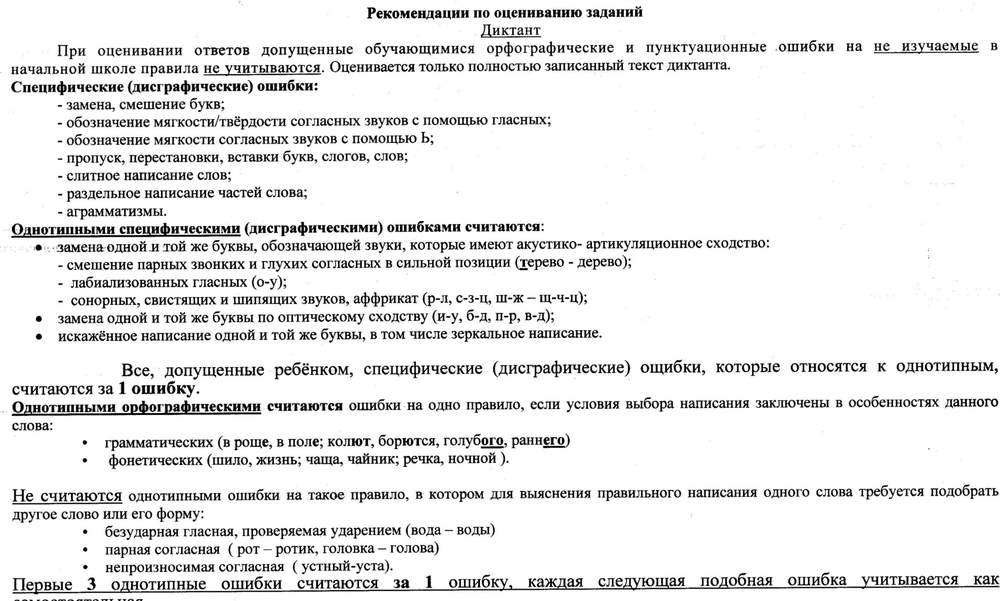 Рекомендации по оцениванию заданий
Диктант
При оценивании ответов допущенные обучающимися орфографические и пунктуационные ошибки на не изучаемые в
начальной школе правила не учитываются. Оценивается только полностью записанный текст диктанта.
Специфические (дисграфические) ошибки:
- замена, смешение букв;
- обозначение мягкости/твёрдости согласных звуков с помощью гласных;
- обозначение мягкости согласных звуков с помощью Ь;
- пропуск, перестановки, вставки букв, слогов, слов;
- слитное написание слов;
- раздельное написание частей слова;
- аграмматизмы.
Однотипными специфическими (дисграфическими) ошибками считаются:
• замена одной и той же буквы, обозначающей звуки, которые имеют акустико- артикуляционное сходство:
- смешение парных звонких и глухих согласных в сильной позиции (терево - дерево);
- лабиализованных гласных (о-у);
- сонорных, свистящих и шипящих звуков, аффрикат (р-л, с-з-ц, ш-ж – щ-ч-ц);
• замена одной и той же буквы по оптическому сходству (и-у, б-д, п-р, в-д);
• искажённое написание одной и той же буквы, в том числе зеркальное написание.
Все, допущенные ребёнком, специфические (дисграфические) ощибки, которые относятся к однотипным,
считаются за 1 ошибку.
Однотипными орфографическими считаются ошибки на одно правило, если условия выбора написания заключены в особенностях данного
слова:
• грамматических (в роще, в поле; колют, борются, голубого, раннего)
• фонетических (шило, жизнь; чаща, чайник; речка, ночной ).
Не считаются однотипными ошибки на такое правило, в котором для выяснения правильного написания одного слова требуется подобрать
другое слово или его форму:
• безударная гласная, проверяемая ударением (вода – воды)
• парная согласная ( рот – ротик, головка – голова)
• непроизносимая согласная ( устный-уста).
Первые 3 однотипные ошибки считаются за 1 ошибку, каждая следующая подобная ошибка учитывается как